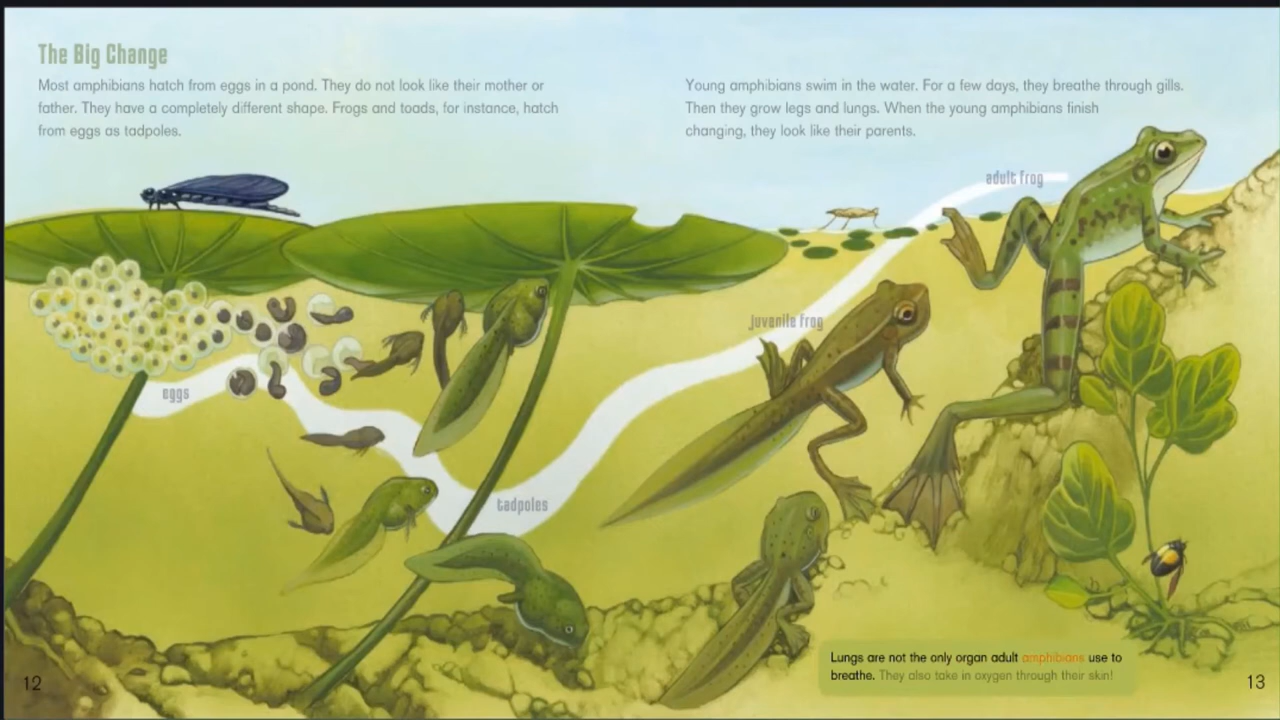 The Big Change
Most amphibians hatch from eggs in a pond. They do not look like their mother or
father. They have a completely different shape. Frogs and toads, for instance, hatch
from eggs as tadpoles.
Young amphibians swim in the water. For a few days, they breathe through gills.
Then they grow legs and lungs. When the young amphibians finish
changing, they look like their parents.
adult frog
juvenile frog
eggs
tadpoles
Lungs are not the only organ adult amphibians use to
breathe. They also take in oxygen through their skin!
12
13